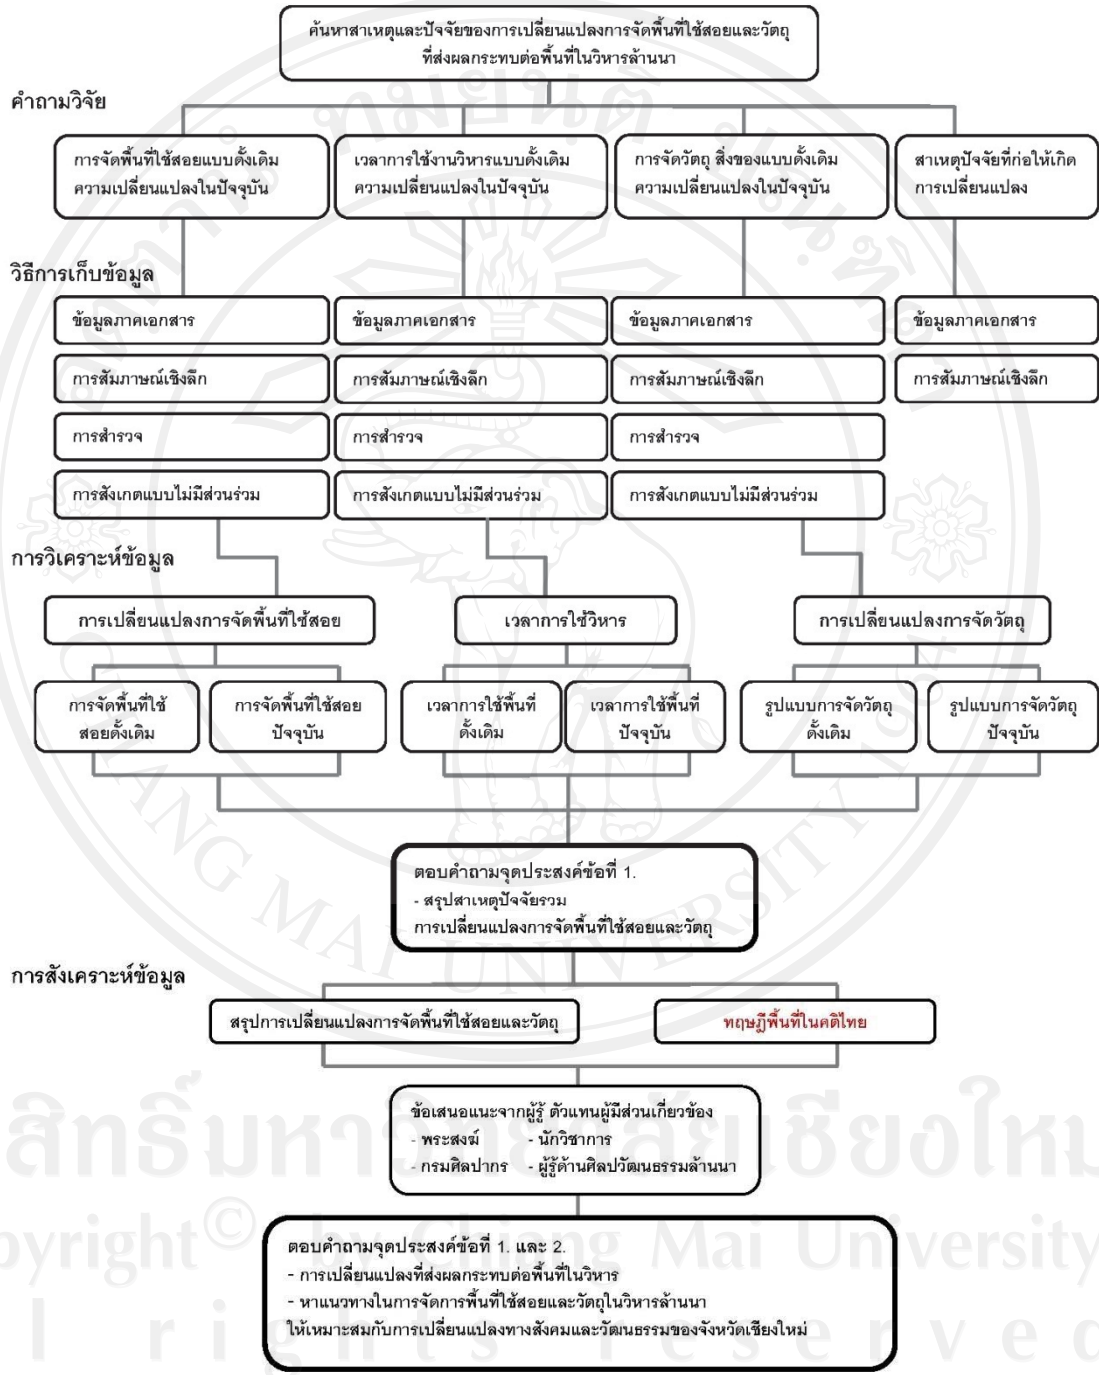 ค้นหาสาเหตุและปัจจัยของการเปลี่ยนแปลงการจัดพื้นที่ใช้สอยและวัตถุ
ที่ส่งผลกระทบต่อพื้นที่ในวิหารล้านนา
คำถามวิจัย
การจัดพื้นที่ใช้สอยแบบดั้งเดิม
ความเปลี่ยนแปลงในปัจจุบัน
เวลาการใช้งานวิหารแบบดั้งเดิม
ความเปลี่ยนแปลงในปัจจุบัน
การจัดวัตถุ สิ่งของแบบดั้งเดิม
ความเปลี่ยนแปลงในปัจจุบัน
สาเหตุปัจจัยที่ก่อให้เกิด
การเปลี่ยนแปลง
วิธีการเก็บข้อมูล
ข้อมูลภาคเอกสาร
ข้อมูลภาคเอกสาร
ข้อมูลภาคเอกสาร
ข้อมูลภาคเอกสาร
การสัมภาษณ์เชิงลึก
การสัมภาษณ์เชิงลึก
การสัมภาษณ์เชิงลึก
การสัมภาษณ์เชิงลึก
การสำรวจ
การสำรวจ
การสำรวจ
การสังเกตแบบไม่มีส่วนร่วม
การสังเกตแบบไม่มีส่วนร่วม
การสังเกตแบบไม่มีส่วนร่วม
การวิเคราะห์ข้อมูล
การเปลี่ยนแปลงการจัดพื้นที่ใช้สอย
เวลาการใช้วิหาร
การเปลี่ยนแปลงการจัดวัตถุ
การจัดพื้นที่ใช้
สอยดั้งเดิม
การจัดพื้นที่ใช้สอย
ปัจจุบัน
เวลาการใช้พื้นที่
ดั้งเดิม
เวลาการใช้พื้นที่
ปัจจุบัน
รูปแบบการจัดวัตถุ
ดั้งเดิม
รูปแบบการจัดวัตถุ
ปัจจุบัน
ตอบคำถามจุดประสงค์ข้อที่ 1.
- สรุปสาเหตุปัจจัยรวม
การเปลี่ยนแปลงการจัดพื้นที่ใช้สอยและวัตถุ
การสังเคราะห์ข้อมูล
สรุปการเปลี่ยนแปลงการจัดพื้นที่ใช้สอยและวัตถุ
ทฤษฎีพื้นที่ในคติไทย
ข้อเสนอแนะจากผู้รู้ ตัวแทนผู้มีส่วนเกี่ยวข้อง
- พระสงฆ์ - นักวิชาการ
- กรมศิลปากร - ผู้รู้ด้านศิลปวัฒนธรรมล้านนา
ตอบคำถามจุดประสงค์ข้อที่ 1. และ 2.
- การเปลี่ยนแปลงที่ส่งผลกระทบต่อพื้นที่ในวิหาร
- หาแนวทางในการจัดการพื้นที่ใช้สอยและวัตถุในวิหารล้านนา
ให้เหมาะสมกับการเปลี่ยนแปลงทางสังคมและวัฒนธรรมของจังหวัดเชียงใหม่
CHIANG MAI UNIVERSITY 1964
สิทธิ์มหาวิทยาลัยเชียงใหม
pyright © by Chiang Mai University
l rights reserved